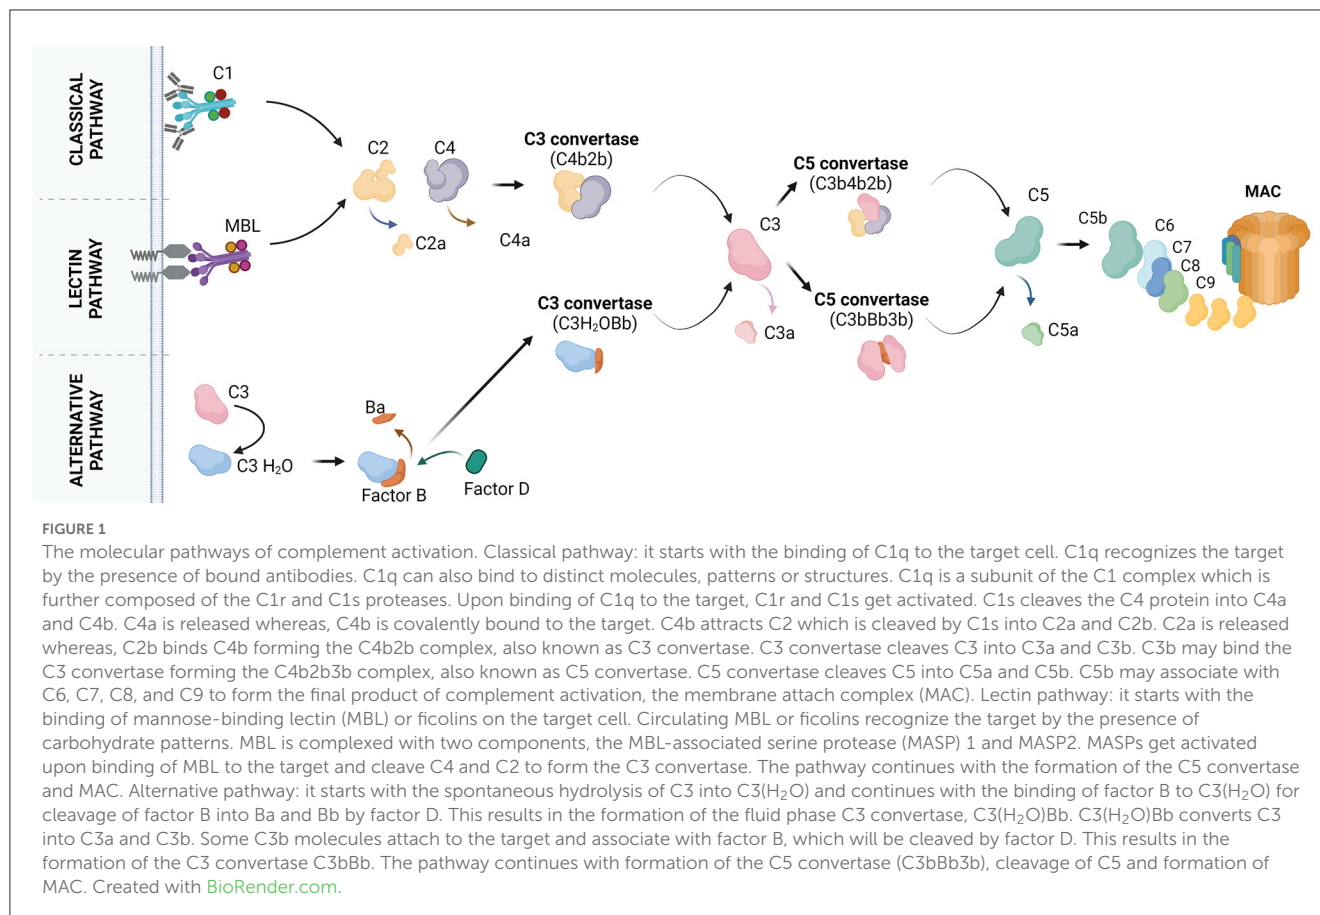 CLASSICAL
PATHWAY
C1
C2
C4
C2a
C4a
C3 convertase
(C4b2b)
C3
C3a
C5 convertase
(C3b4b2b)
C5
C5a
C5b
C6
C7
C8
C9
MAC
LECTIN
PATHWAY
MBL
C3 convertase
(C3H₂OBb)
C5 convertase
(C3bBb3b)
ALTERNATIVE
PATHWAY
C3
C3 H₂O
Ba
Factor B
Factor D
FIGURE 1
The molecular pathways of complement activation. Classical pathway: it starts with the binding of C1q to the target cell. C1q recognizes the target
by the presence of bound antibodies. C1q can also bind to distinct molecules, patterns or structures. C1q is a subunit of the C1 complex which is
further composed of the C1r and C1s proteases. Upon binding of C1q to the target, C1r and C1s get activated. C1s cleaves the C4 protein into C4a
and C4b. C4a is released whereas, C4b is covalently bound to the target. C4b attracts C2 which is cleaved by C1s into C2a and C2b. C2a is released
whereas, C2b binds C4b forming the C4b2b complex, also known as C3 convertase. C3 convertase cleaves C3 into C3a and C3b. C3b may bind the
C3 convertase forming the C4b2b3b complex, also known as C5 convertase. C5 convertase cleaves C5 into C5a and C5b. C5b may associate with
C6, C7, C8, and C9 to form the final product of complement activation, the membrane attach complex (MAC). Lectin pathway: it starts with the
binding of mannose-binding lectin (MBL) or ficolins on the target cell. Circulating MBL or ficolins recognize the target by the presence of
carbohydrate patterns. MBL is complexed with two components, the MBL-associated serine protease (MASP) 1 and MASP2. MASPs get activated
upon binding of MBL to the target and cleave C4 and C2 to form the C3 convertase. The pathway continues with the formation of the C5 convertase
and MAC. Alternative pathway: it starts with the spontaneous hydrolysis of C3 into C3(H₂O) and continues with the binding of factor B to C3(H₂O) for
cleavage of factor B into Ba and Bb by factor D. This results in the formation of the fluid phase C3 convertase, C3(H₂O)Bb. C3(H₂O)Bb converts C3
into C3a and C3b. Some C3b molecules attach to the target and associate with factor B, which will be cleaved by factor D. This results in the
formation of the C3 convertase C3bBb. The pathway continues with formation of the C5 convertase (C3bBb3b), cleavage of C5 and formation of
MAC. Created with BioRender.com.